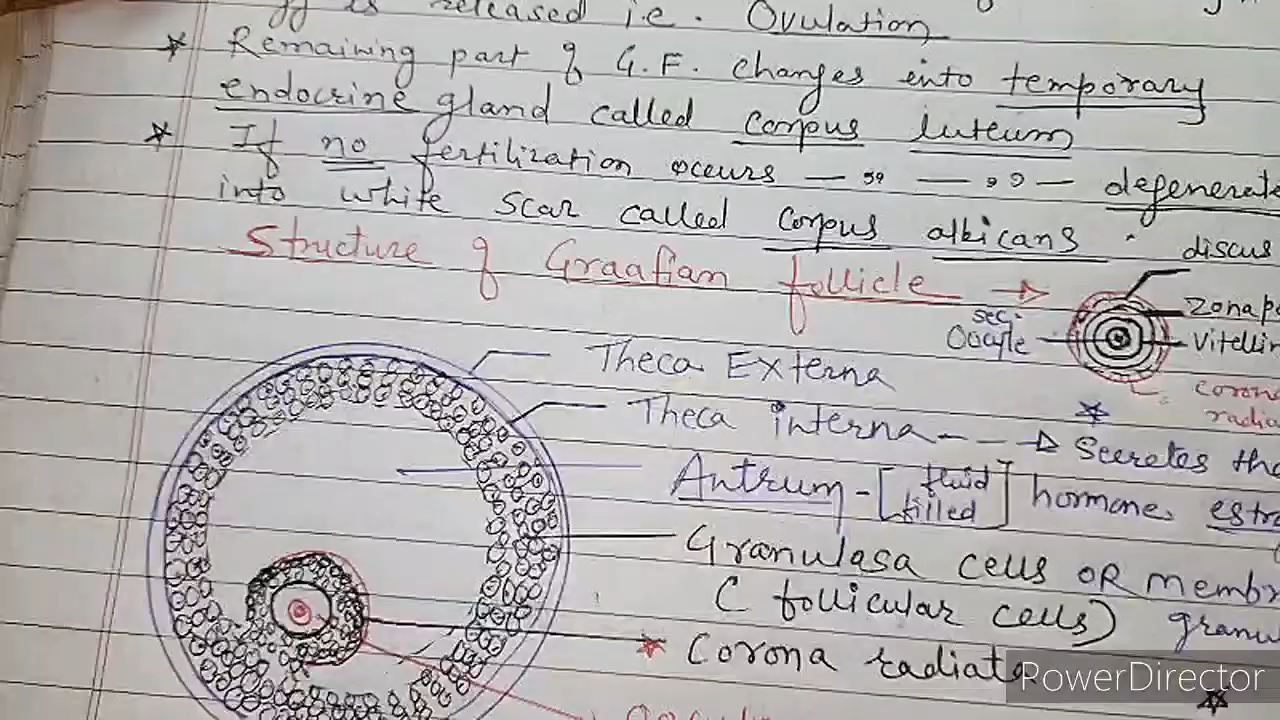 is released i.e. Ovulation
* Remaining part of G.F. changes into temporary
endocrine gland called corpus luteum
* If no fertilization occurs — ,, — ,, — degenerate
into white scar called corpus albicans . discus
Structure of Graafian follicle →
Zona pe
sec.
Oocyte
Vitellin
Theca Externa
corona
radia
Theca interna - - → Secretes the
Antrum - [fluid filled] hormone, estr
Granulasa cells OR membr
( follicular cells) granu
* Corona radiata
PowerDirector